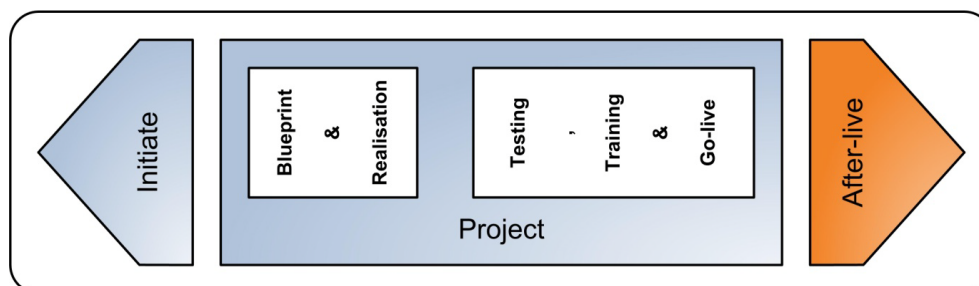 Initiate
Blueprint
&
Realisation
Testing
,
Training
&
Go-live
Project
After-live